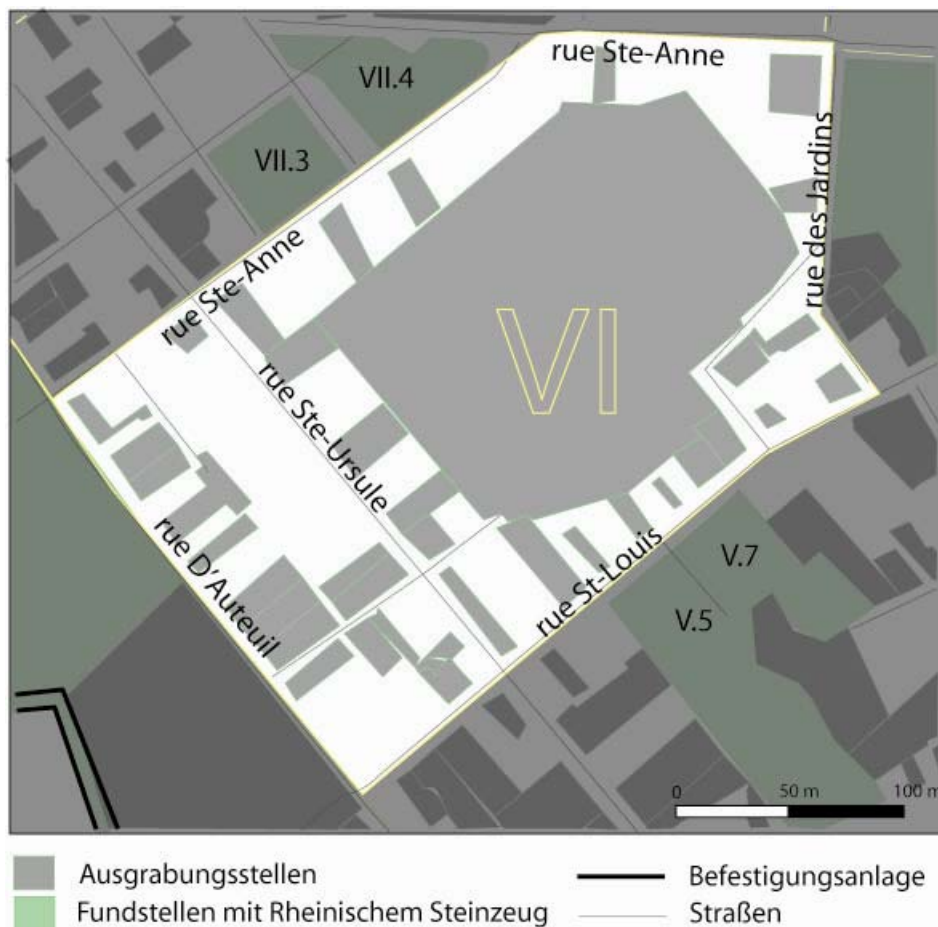 rue Ste-Anne
VII.4
VII.3
rue des Jardins
rue Ste-Anne
VI
rue Ste-Ursule
rue D'Auteuil
rue St-Louis
V.7
V.5
0 50 m 100 m
Ausgrabungsstellen
Fundstellen mit Rheinischem Steinzeug
Befestigungsanlage
Straßen